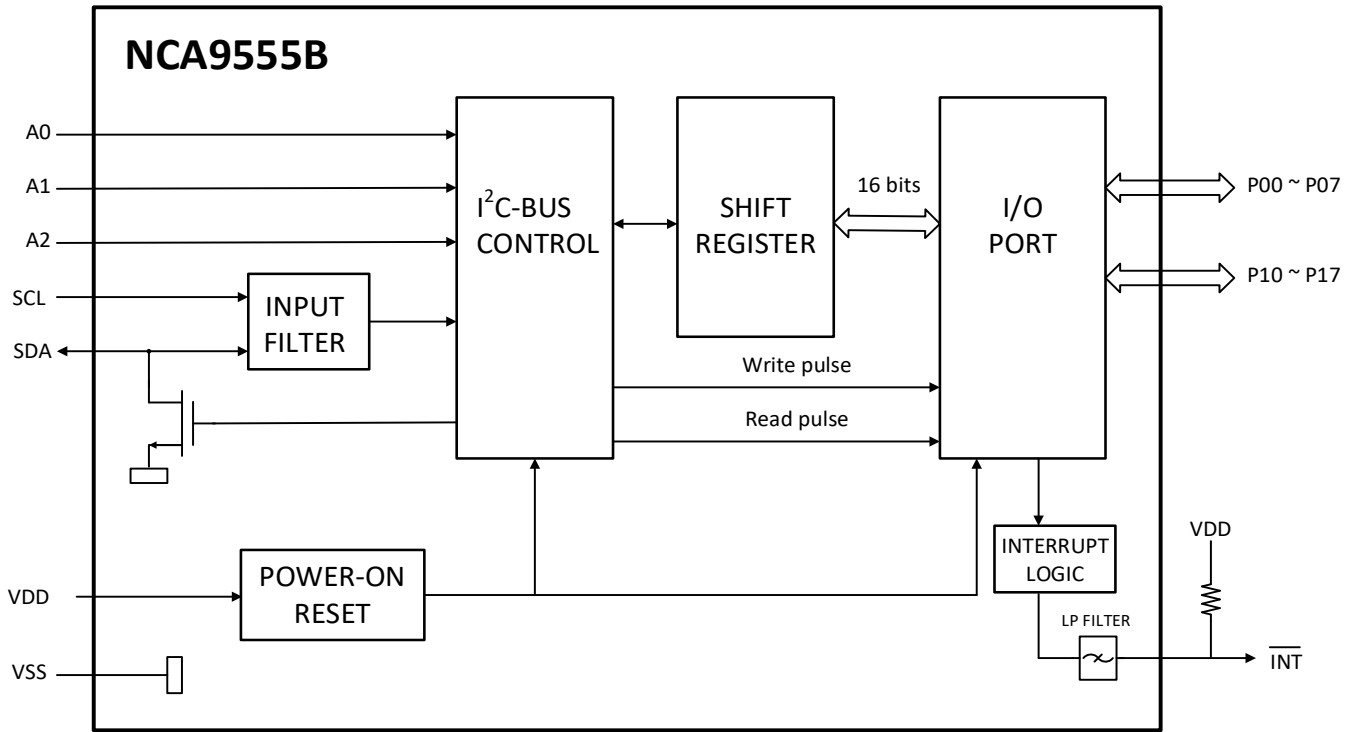 NCA9555B
A0
A1
A2
SCL
SDA
INPUT
FILTER
I²C-BUS
CONTROL
SHIFT
REGISTER
16 bits
I/O
PORT
P00 ~ P07
P10 ~ P17
Write pulse
Read pulse
VDD
POWER-ON
RESET
VSS
INTERRUPT
LOGIC
LP FILTER
VDD
INT